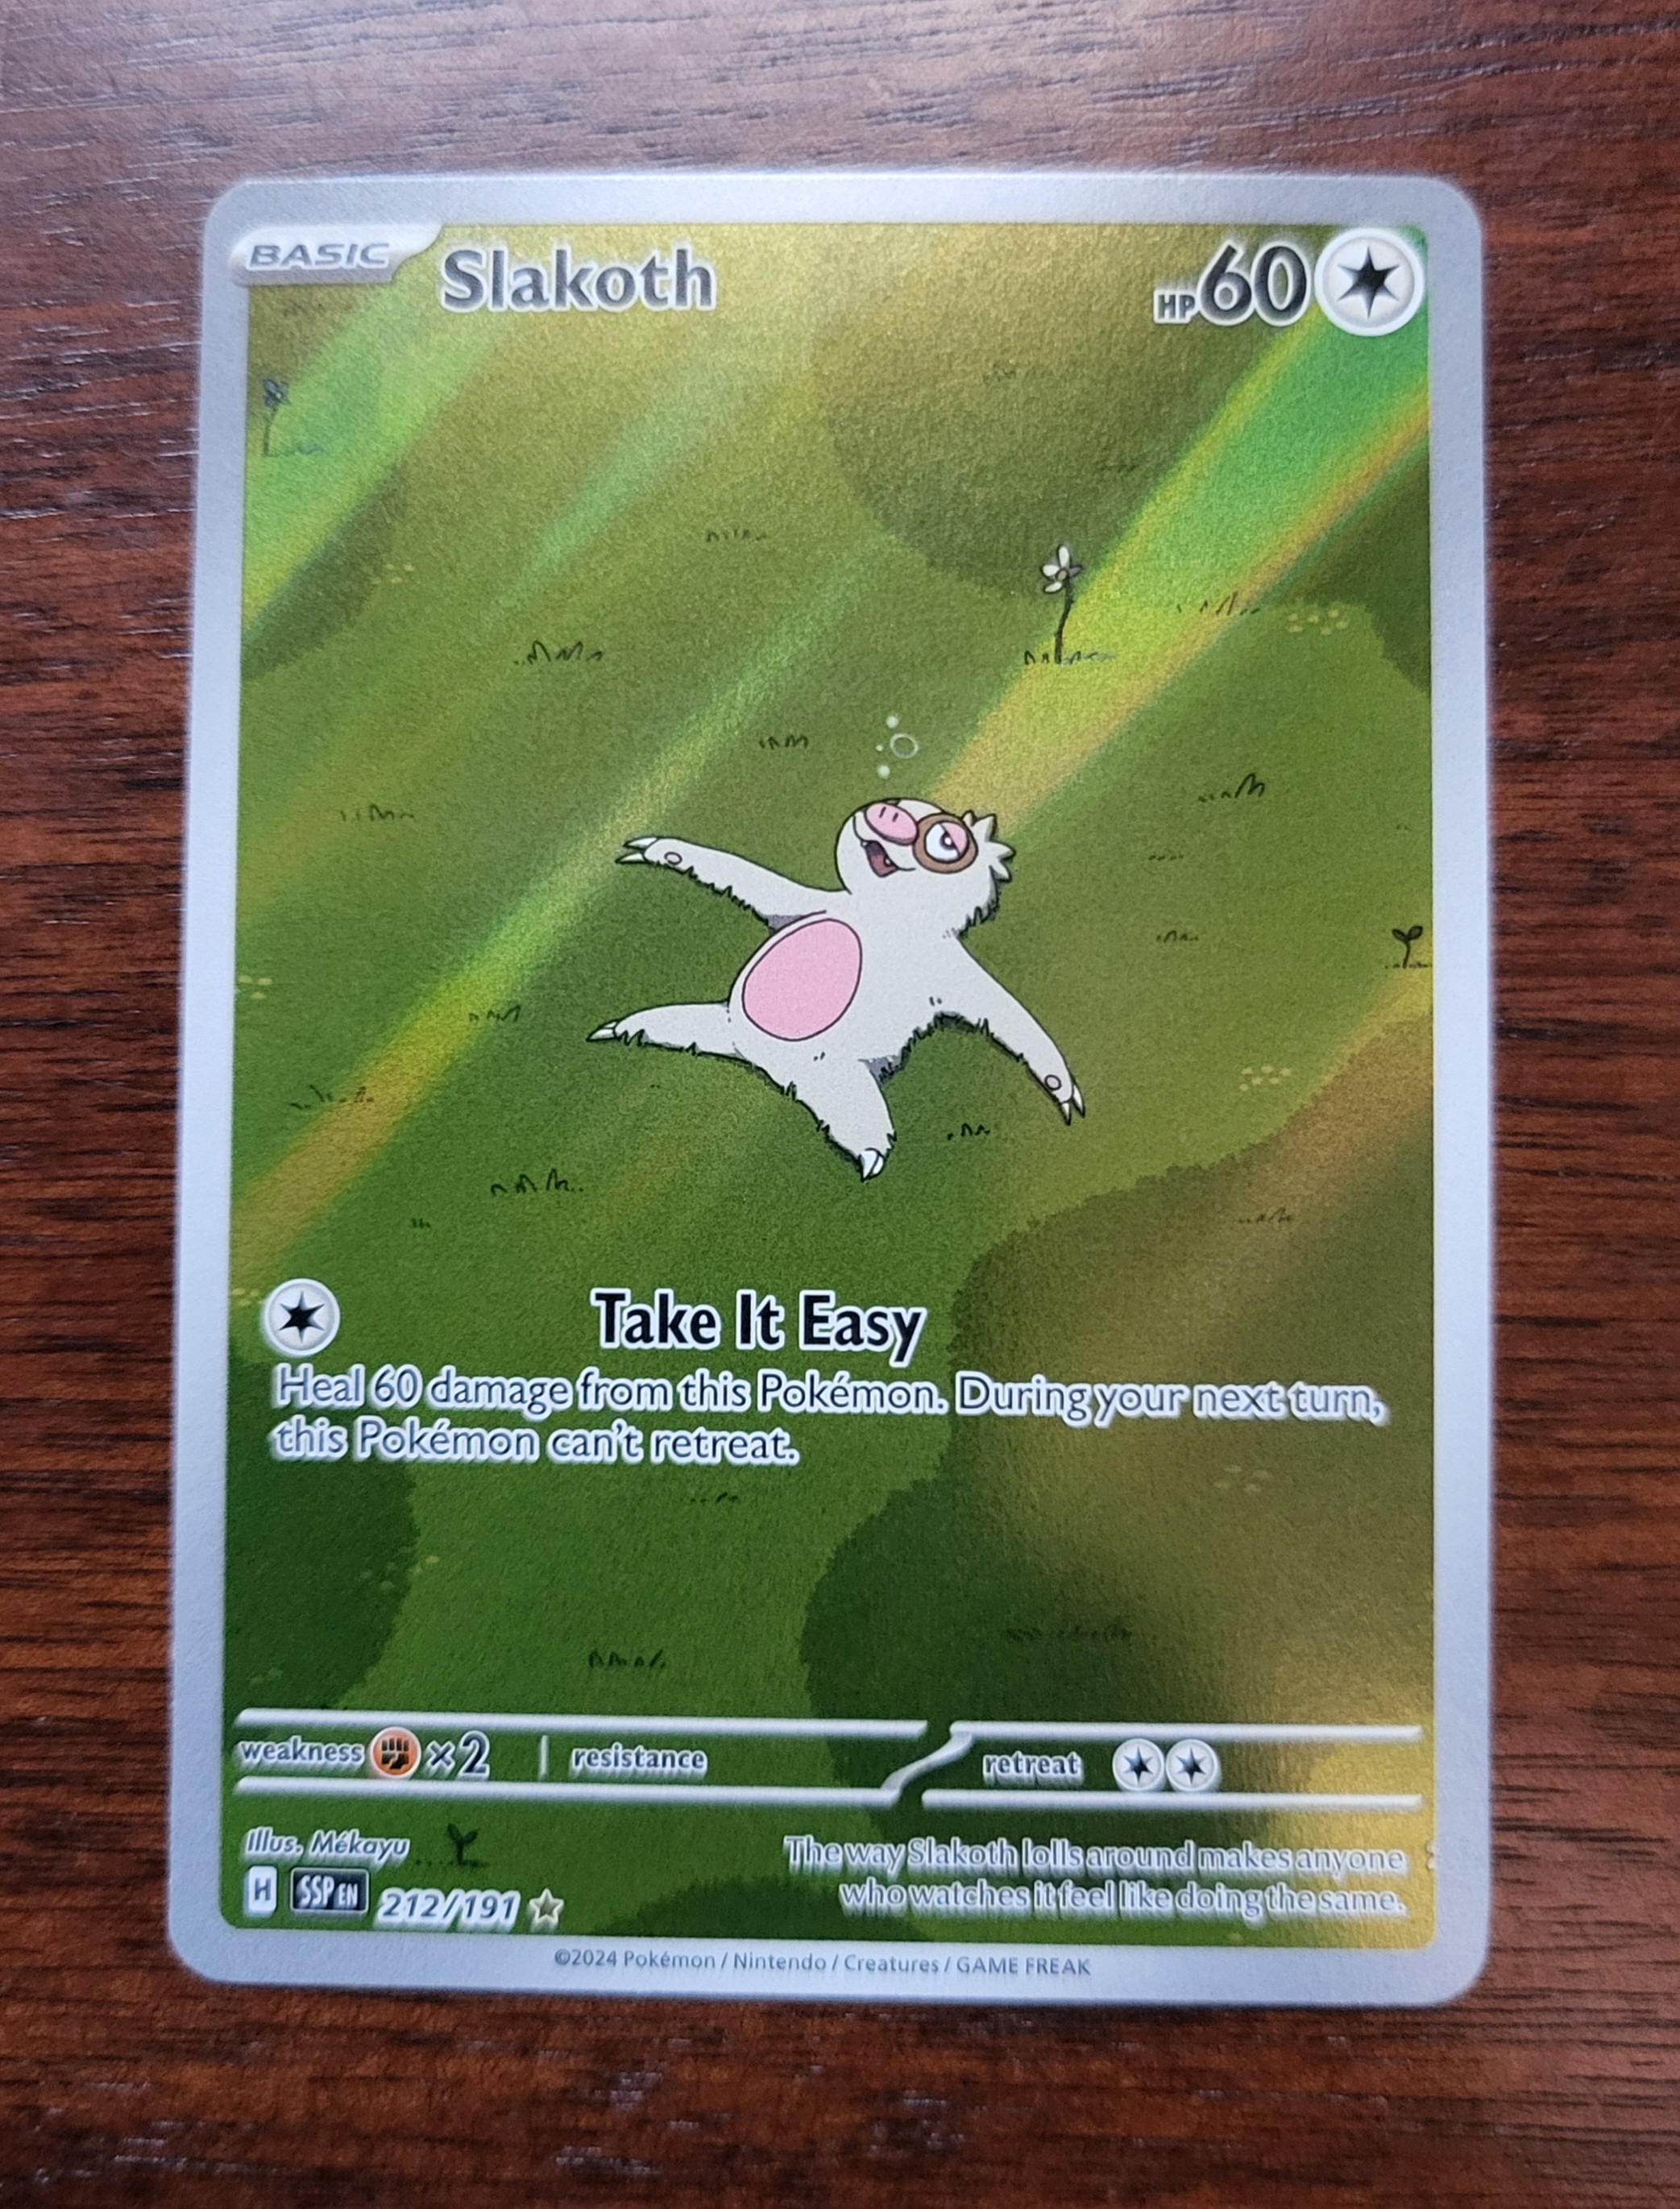 BASIC Slakoth HP60
Take It Easy
Heal 60 damage from this Pokémon. During your next turn,
this Pokémon can't retreat.
weakness ×2 resistance retreat
Illus. Mékayu
H SSP EN 212/191
The way Slakoth lolls around makes anyone
who watches it feel like doing the same.
©2024 Pokémon / Nintendo / Creatures / GAME FREAK